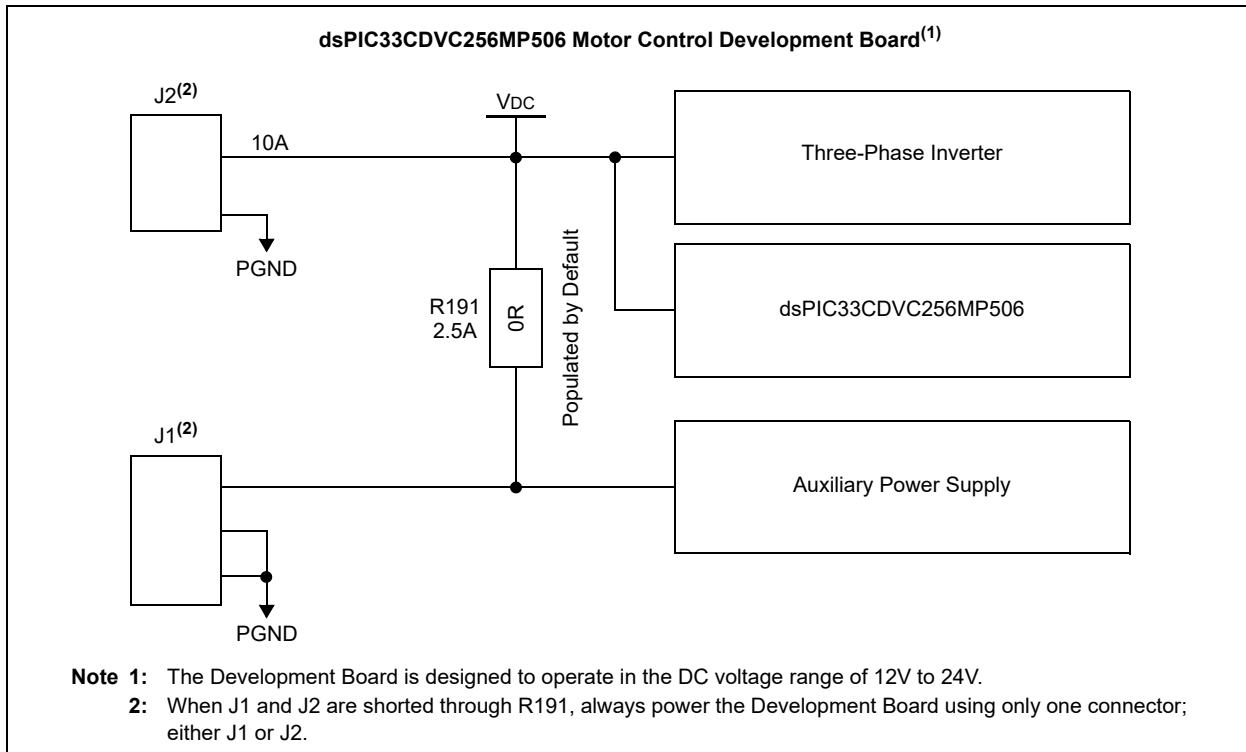 dsPIC33CDVC256MP506 Motor Control Development Board(1)
J2(2)
VDC
10A
Three-Phase Inverter
PGND
R191
2.5A
0R
Populated by Default
dsPIC33CDVC256MP506
J1(2)
Auxiliary Power Supply
PGND
Note 1: The Development Board is designed to operate in the DC voltage range of 12V to 24V.
2: When J1 and J2 are shorted through R191, always power the Development Board using only one connector;
either J1 or J2.